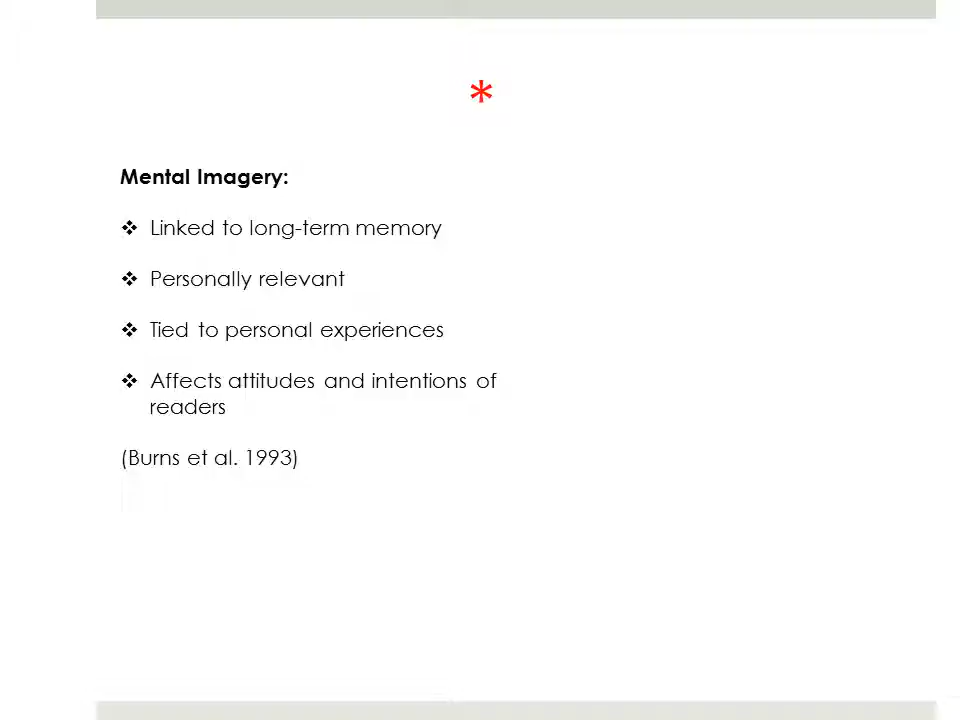 *
Mental Imagery:
❖ Linked to long-term memory
❖ Personally relevant
❖ Tied to personal experiences
❖ Affects attitudes and intentions of
readers
(Burns et al. 1993)